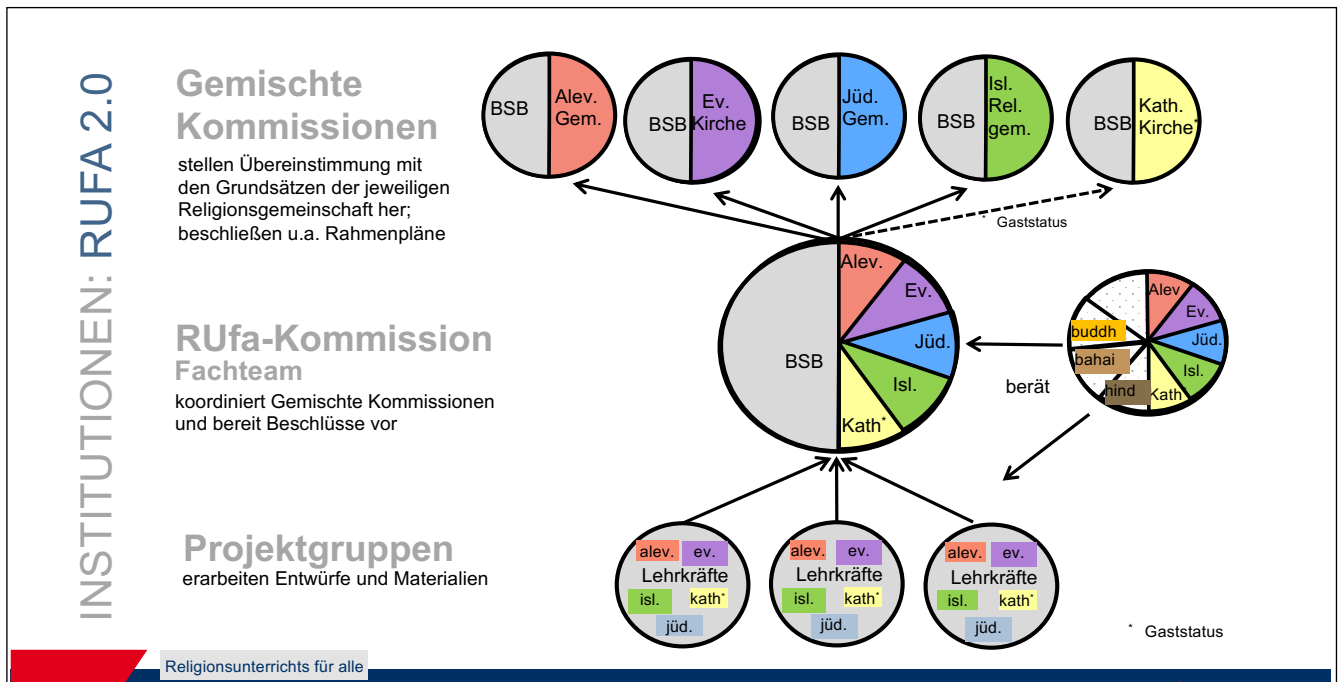 INSTITUTIONEN: RUFA 2.0
Gemischte
Kommissionen
stellen Übereinstimmung mit
den Grundsätzen der jeweiligen
Religionsgemeinschaft her;
beschließen u.a. Rahmenpläne
BSB
Alev.
Gem.
BSB
Ev.
Kirche
BSB
Jüd.
Gem.
BSB
Isl.
Rel.
gem.
BSB
Kath.
Kirche*
* Gaststatus
RUfa-Kommission
Fachteam
koordiniert Gemischte Kommissionen
und bereit Beschlüsse vor
BSB
Alev.
Ev.
Jüd.
Isl.
Kath*
berät
Alev
Ev.
Jüd.
Isl.
Kath*
hind
bahai
buddh
Projektgruppen
erarbeiten Entwürfe und Materialien
alev. ev.
Lehrkräfte
isl. kath*
jüd.
alev. ev.
Lehrkräfte
isl. kath*
jüd.
alev. ev.
Lehrkräfte
isl. kath*
jüd.
* Gaststatus
Religionsunterrichts für alle